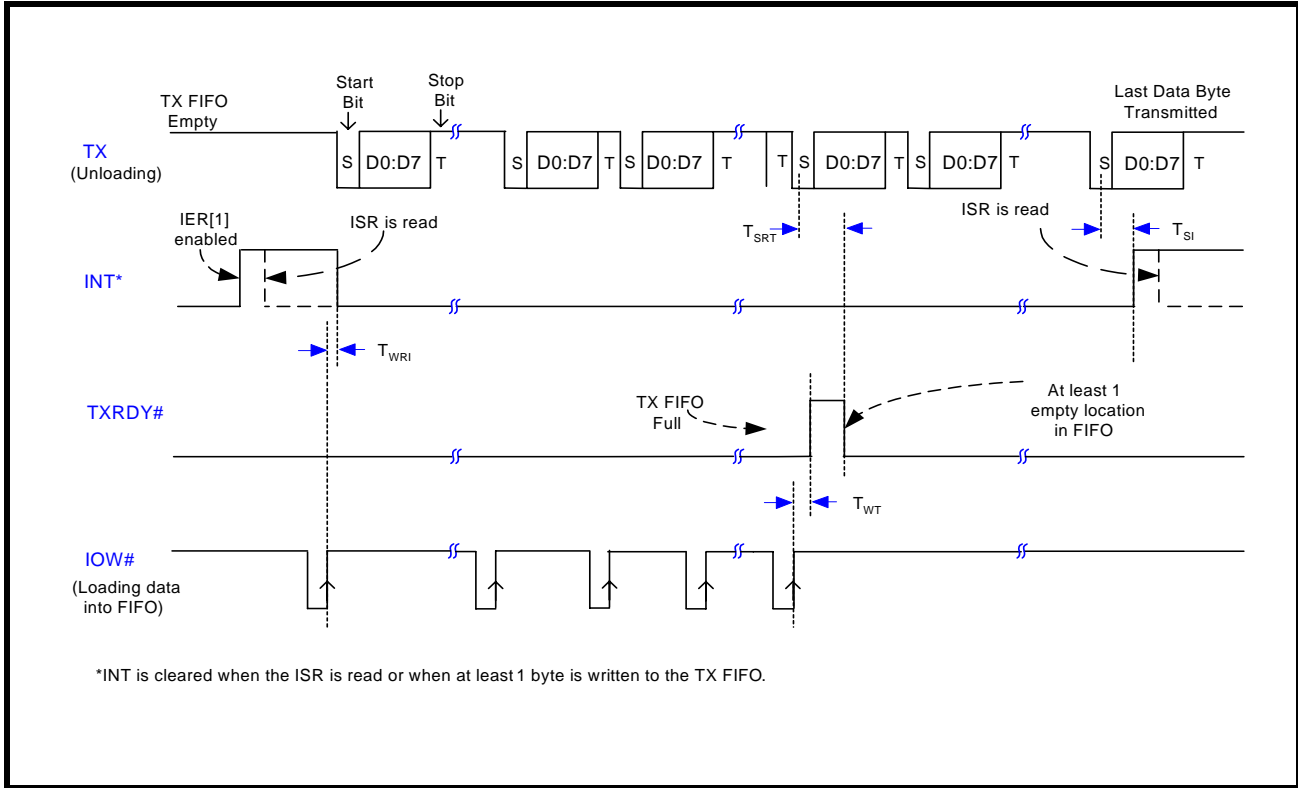 Start
Bit
Stop
Bit
TX FIFO
Empty
Last Data Byte
Transmitted
TX
(Unloading)
S D0:D7 T S D0:D7 T S D0:D7 T T S D0:D7 T S D0:D7 T S D0:D7 T
IER[1]
enabled
ISR is read
ISR is read
TSRT
TSI
INT*
TWRI
TXRDY#
TX FIFO
Full
At least 1
empty location
in FIFO
TWT
IOW#
(Loading data
into FIFO)
*INT is cleared when the ISR is read or when at least 1 byte is written to the TX FIFO.